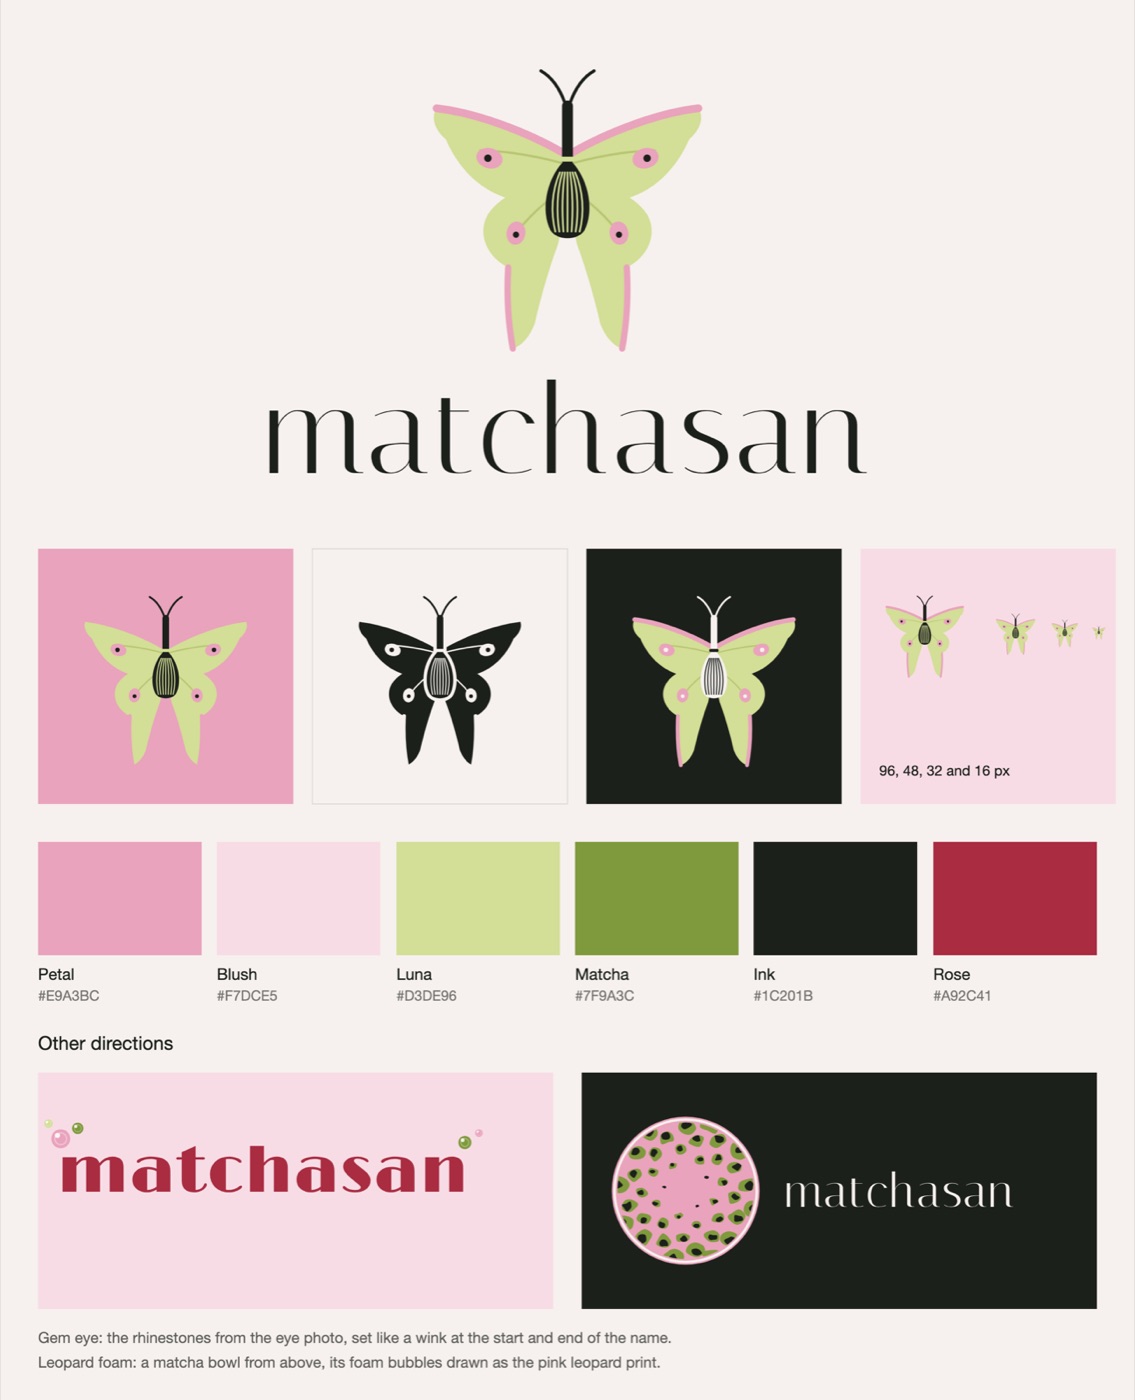 matchasan
96, 48, 32 and 16 px
Petal
#E9A3BC
Blush
#F7DCE5
Luna
#D3DE96
Matcha
#7F9A3C
Ink
#1C201B
Rose
#A92C41
Other directions
matchasan
matchasan
Gem eye: the rhinestones from the eye photo, set like a wink at the start and end of the name.
Leopard foam: a matcha bowl from above, its foam bubbles drawn as the pink leopard print.